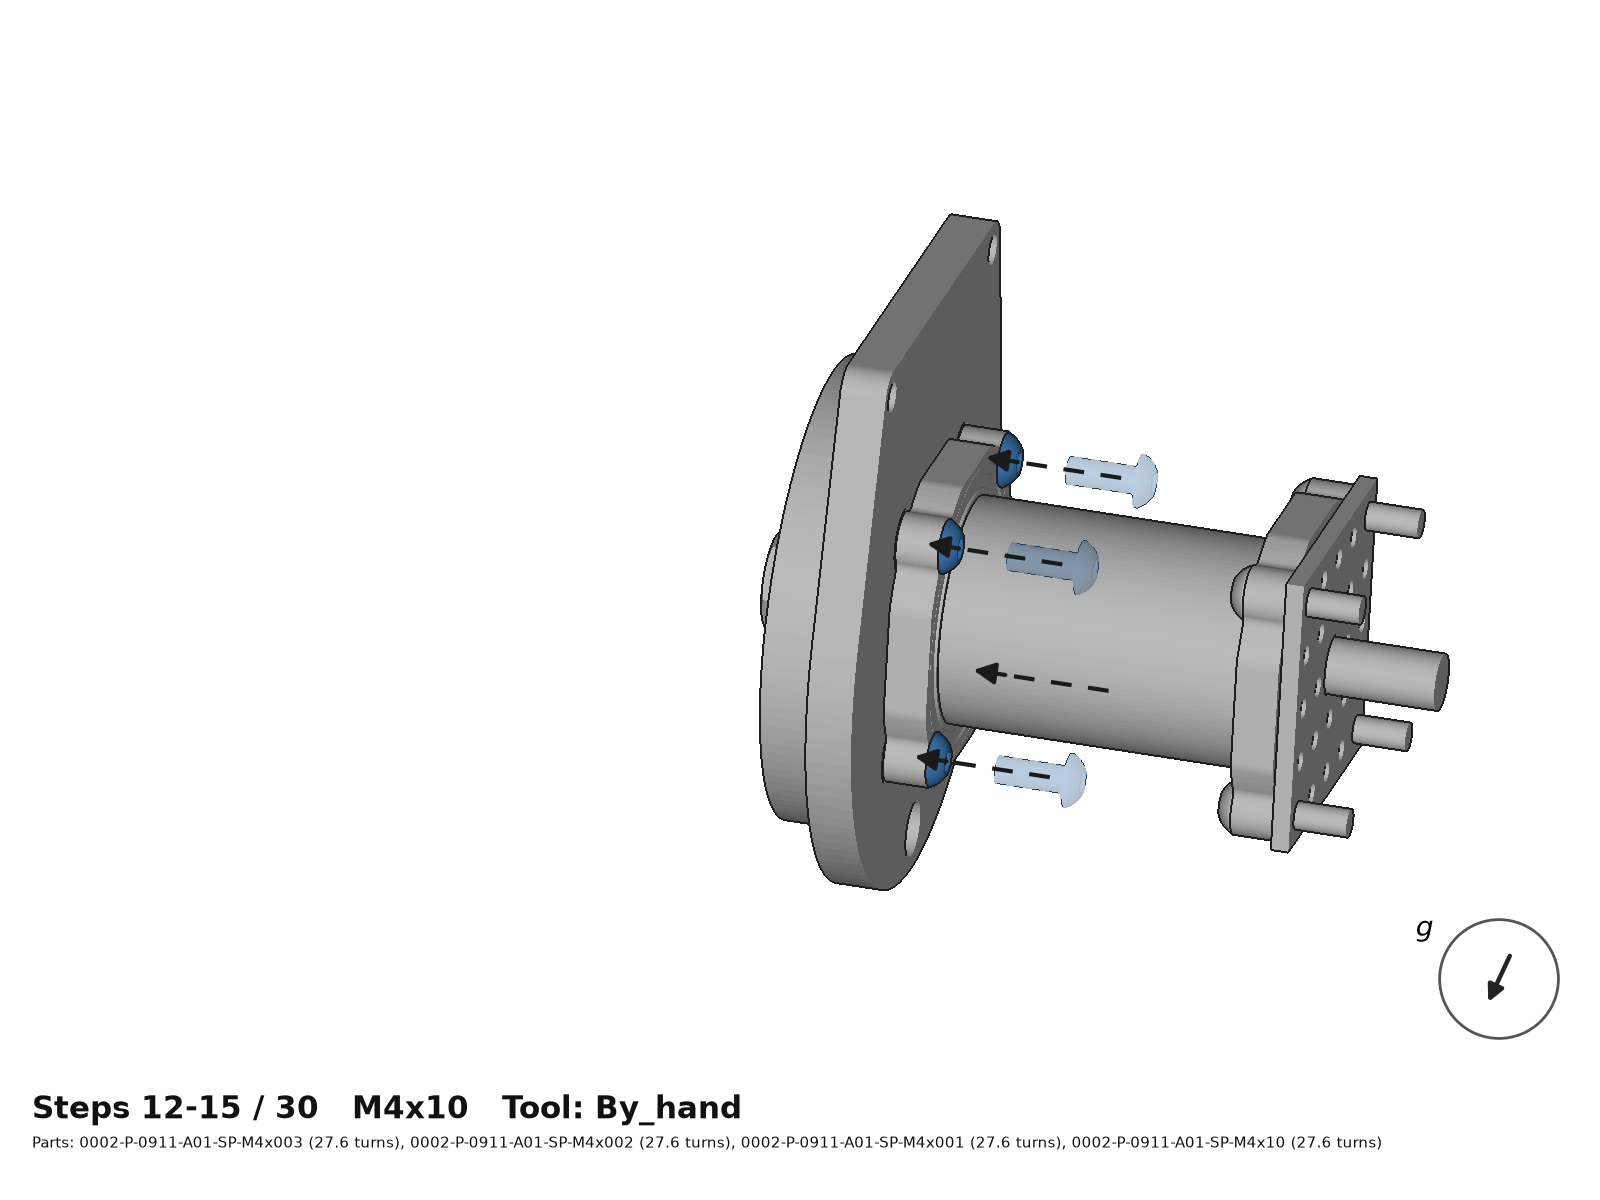 g
Steps 12-15 / 30 M4x10 Tool: By_hand
Parts: 0002-P-0911-A01-SP-M4x003 (27.6 turns), 0002-P-0911-A01-SP-M4x002 (27.6 turns), 0002-P-0911-A01-SP-M4x001 (27.6 turns), 0002-P-0911-A01-SP-M4x10 (27.6 turns)